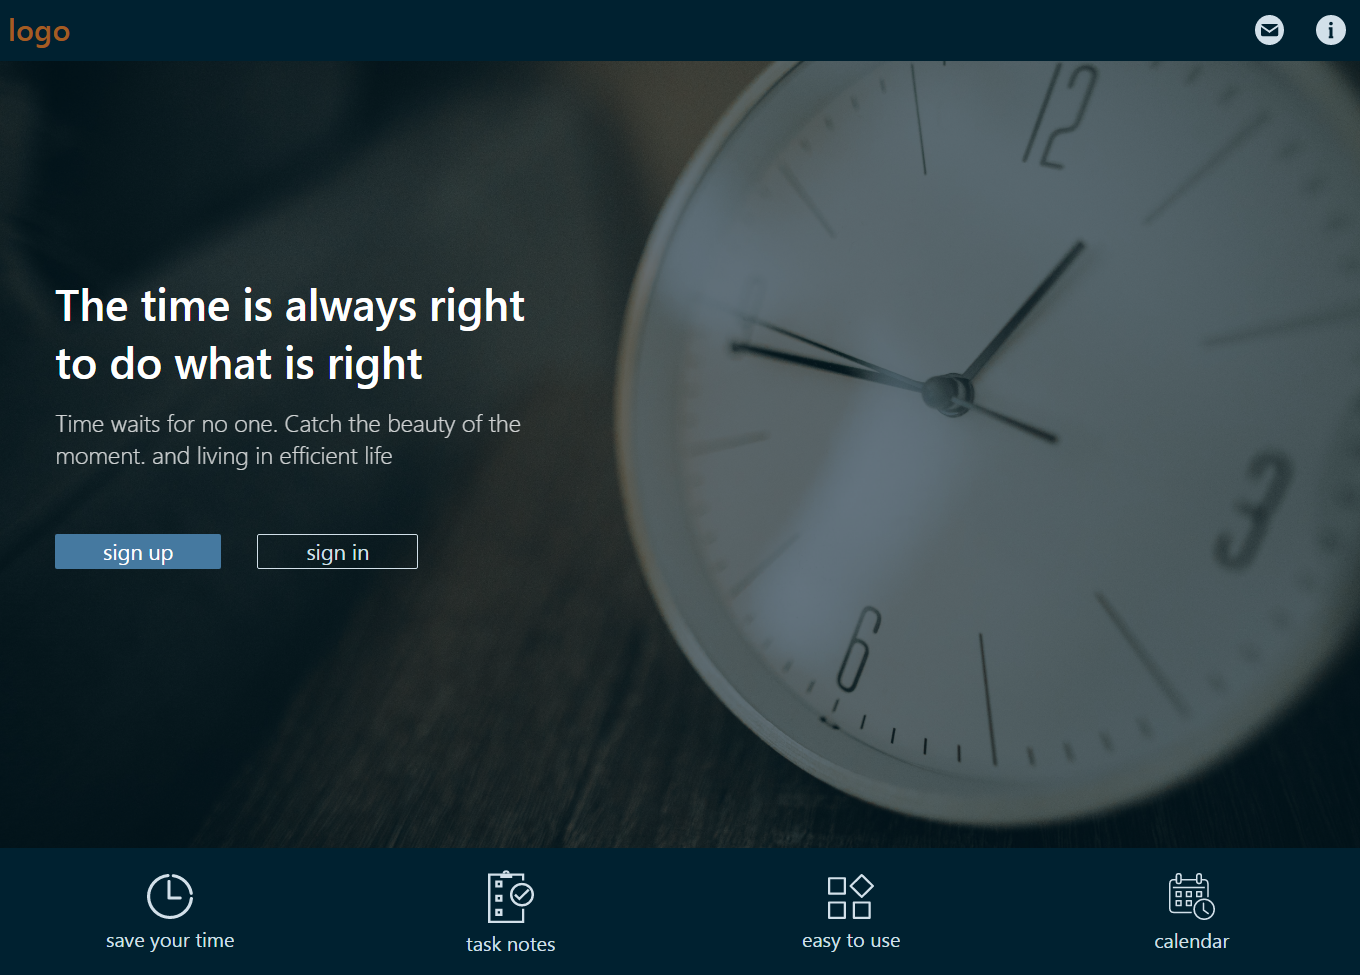 logo
12
The time is always right
to do what is right
Time waits for no one. Catch the beauty of the
moment. and living in efficient life
3
sign up
sign in
6
save your time
task notes
easy to use
calendar